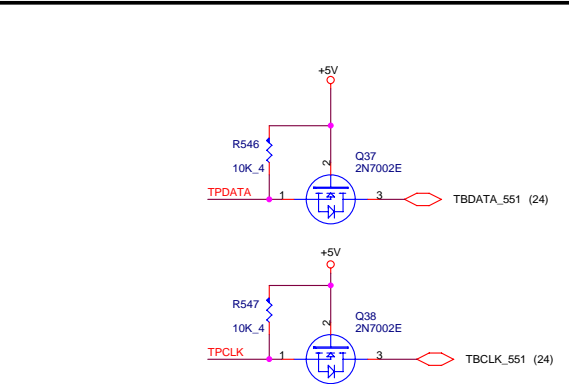 +5V
R546
10K_4
Q37
2N7002E
2
TPDATA
1
3
TBDATA_551 (24)
+5V
R547
10K_4
Q38
2N7002E
2
TPCLK
1
3
TBCLK_551 (24)